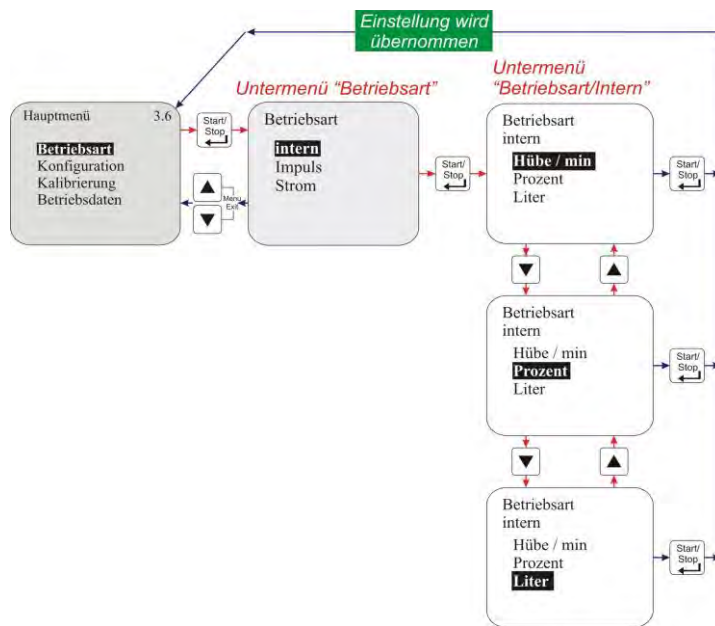 Einstellung wird
übernommen
Untermenü “Betriebsart”
Untermenü
“Betriebsart/Intern”
Hauptmenü 3.6
Betriebsart
Konfiguration
Kalibrierung
Betriebsdaten
Start/
Stop
Menu
Exit
Betriebsart
intern
Impuls
Strom
Start/
Stop
Betriebsart
intern
Hübe / min
Prozent
Liter
Start/
Stop
Betriebsart
intern
Hübe / min
Prozent
Liter
Start/
Stop
Betriebsart
intern
Hübe / min
Prozent
Liter
Start/
Stop